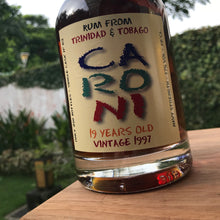 RUM FROM
TRINIDAD & TOBAGO
CA
RO
NI
19 YEARS OLD
VINTAGE 1997